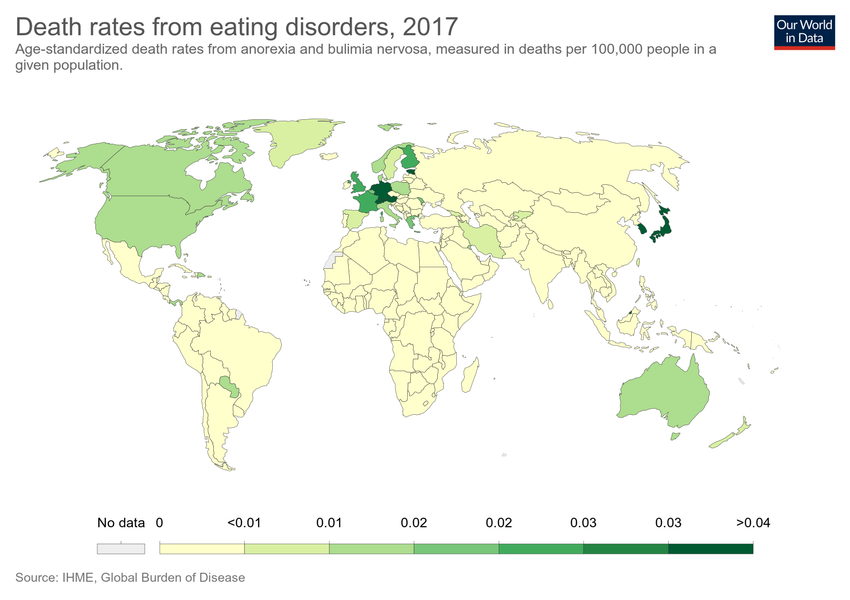 Death rates from eating disorders, 2017
Our World
in Data
Age-standardized death rates from anorexia and bulimia nervosa, measured in deaths per 100,000 people in a
given population.
No data 0 <0.01 0.01 0.02 0.02 0.03 0.03 >0.04
Source: IHME, Global Burden of Disease